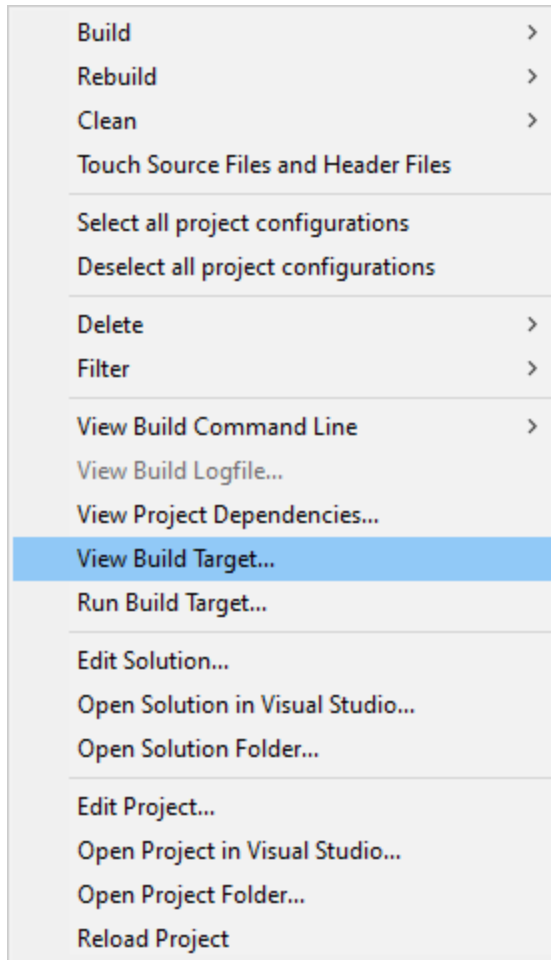 Build
Rebuild
Clean
Touch Source Files and Header Files
Select all project configurations
Deselect all project configurations
Delete
Filter
View Build Command Line
View Build Logfile...
View Project Dependencies...
View Build Target...
Run Build Target...
Edit Solution...
Open Solution in Visual Studio...
Open Solution Folder...
Edit Project...
Open Project in Visual Studio...
Open Project Folder...
Reload Project